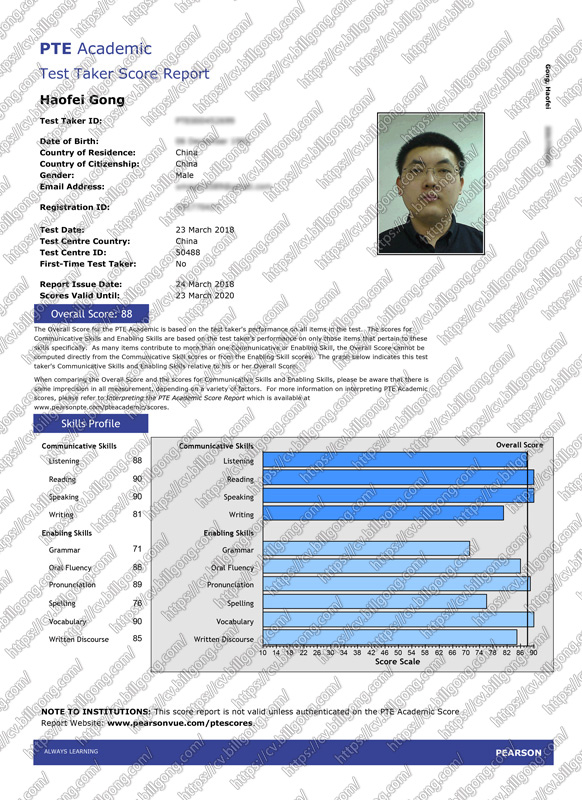 PTE Academic
Test Taker Score Report
Haofei Gong
Gong, Haofei
Test Taker ID:
Date of Birth:
Country of Residence: China
Country of Citizenship: China
Gender: Male
Email Address:
Registration ID:
Test Date: 23 March 2018
Test Centre Country: China
Test Centre ID: 50488
First-Time Test Taker: No
Report Issue Date: 24 March 2018
Scores Valid Until: 23 March 2020
Overall Score: 88
The Overall Score for the PTE Academic is based on the test taker's performance on all items in the test. The scores for
Communicative Skills and Enabling Skills are based on the test taker's performance on only those items that pertain to these
skills specifically. As many items contribute to more than one Communicative or Enabling Skill, the Overall Score cannot be
computed directly from the Communicative Skill scores or from the Enabling Skill scores. The graph below indicates this test
taker's Communicative Skills and Enabling Skills relative to his or her Overall Score.
When comparing the Overall Score and the scores for Communicative Skills and Enabling Skills, please be aware that there is
some imprecision in all measurement, depending on a variety of factors. For more information on interpreting PTE Academic
scores, please refer to Interpreting the PTE Academic Score Report which is available at
www.pearsonpte.com/pteacademic/scores.
Skills Profile
Communicative Skills
Listening 88
Reading 90
Speaking 90
Writing 81
Enabling Skills
Grammar 71
Oral Fluency 86
Pronunciation 89
Spelling 76
Vocabulary 90
Written Discourse 85
Communicative Skills
Overall Score
Listening
Reading
Speaking
Writing
Enabling Skills
Grammar
Oral Fluency
Pronunciation
Spelling
Vocabulary
Written Discourse
10 14 18 22 26 30 34 38 42 46 50 54 58 62 66 70 74 78 82 86 90
Score Scale
NOTE TO INSTITUTIONS: This score report is not valid unless authenticated on the PTE Academic Score
Report Website: www.pearsonvue.com/ptescores.
ALWAYS LEARNING
PEARSON
https://cv.billgong.com/